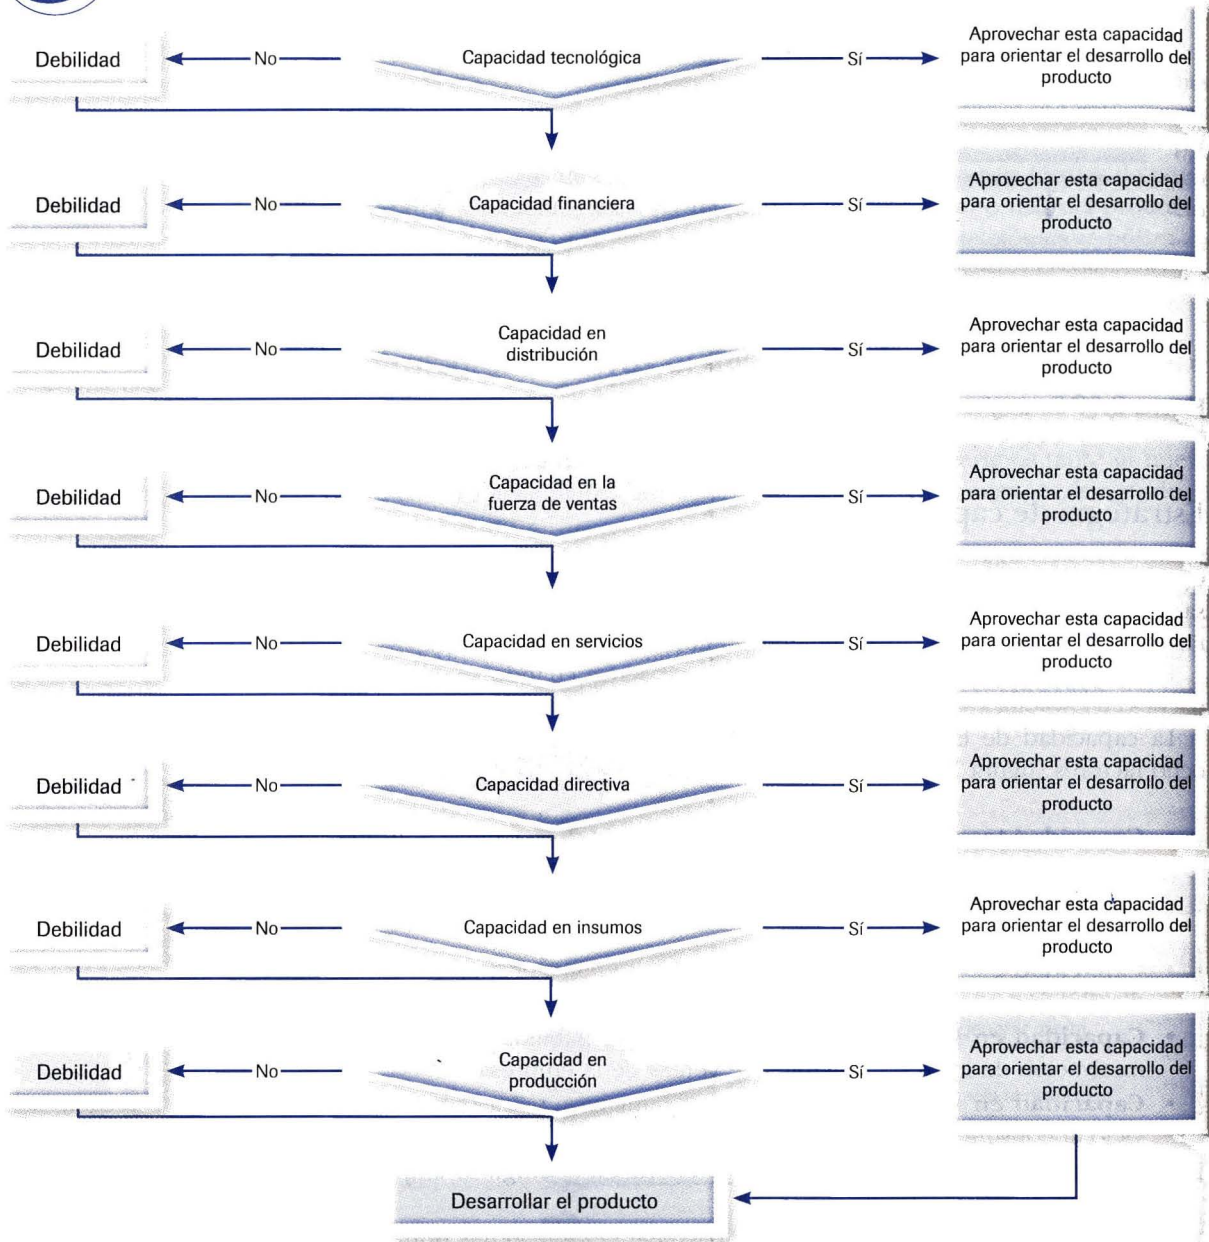 Debilidad
No
Capacidad tecnológica
Sí
Aprovechar esta capacidad
para orientar el desarrollo del
producto
Debilidad
No
Capacidad financiera
Sí
Aprovechar esta capacidad
para orientar el desarrollo del
producto
Debilidad
No
Capacidad en
distribución
Sí
Aprovechar esta capacidad
para orientar el desarrollo del
producto
Debilidad
No
Capacidad en la
fuerza de ventas
Sí
Aprovechar esta capacidad
para orientar el desarrollo del
producto
Debilidad
No
Capacidad en servicios
Sí
Aprovechar esta capacidad
para orientar el desarrollo del
producto
Debilidad
No
Capacidad directiva
Sí
Aprovechar esta capacidad
para orientar el desarrollo del
producto
Debilidad
No
Capacidad en insumos
Sí
Aprovechar esta capacidad
para orientar el desarrollo del
producto
Debilidad
No
Capacidad en
producción
Sí
Aprovechar esta capacidad
para orientar el desarrollo del
producto
Desarrollar el producto